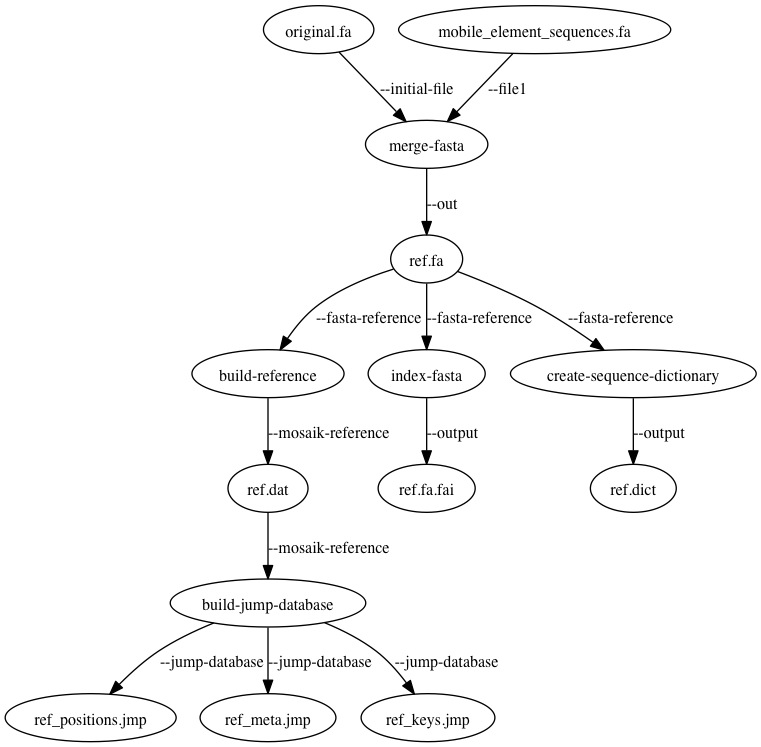 original.fa
mobile_element_sequences.fa
--initial-file
--file1
merge-fasta
--out
ref.fa
--fasta-reference
--fasta-reference
--fasta-reference
build-reference
index-fasta
create-sequence-dictionary
--mosaik-reference
--output
--output
ref.dat
ref.fa.fai
ref.dict
--mosaik-reference
build-jump-database
--jump-database
--jump-database
--jump-database
ref_positions.jmp
ref_meta.jmp
ref_keys.jmp